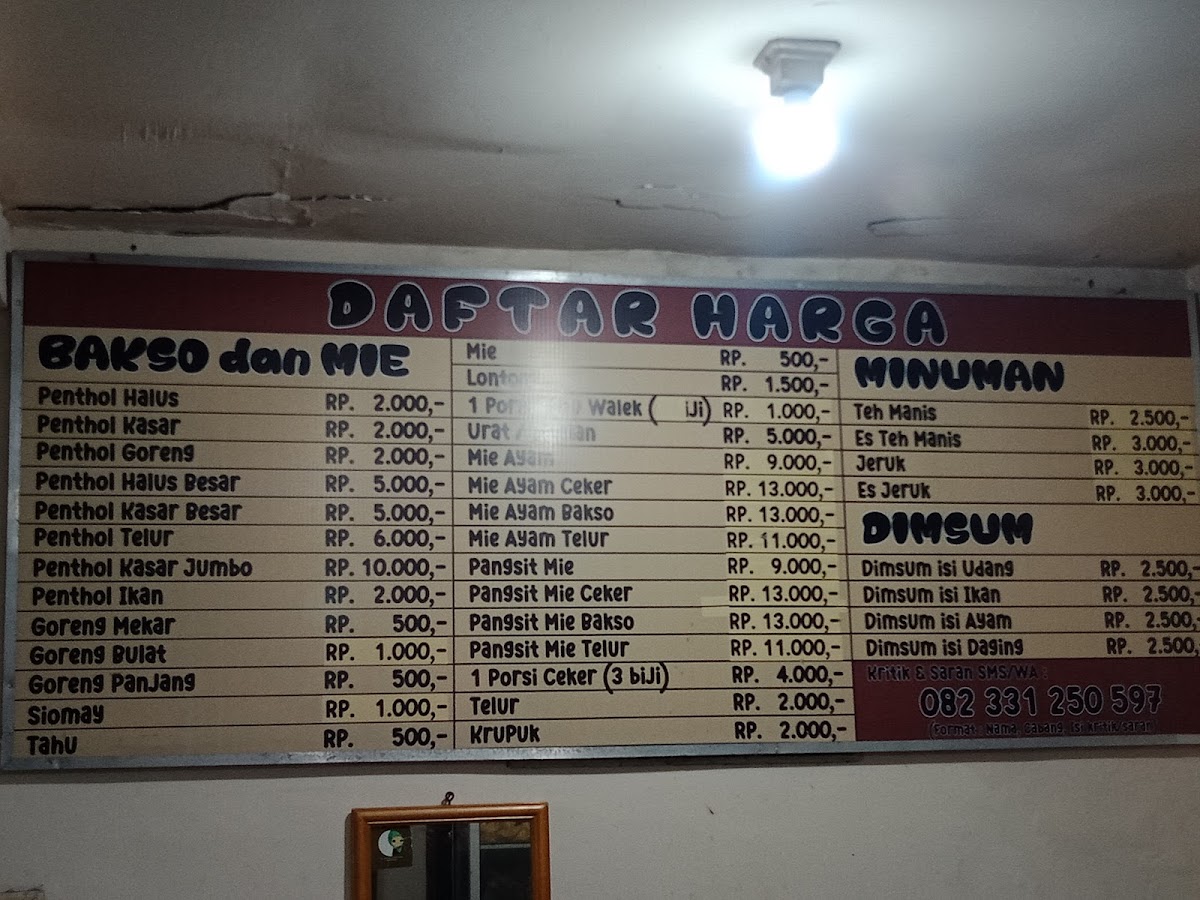 DAFTAR HARGA
BAKSO dan MIE
Penthol Halus RP. 2.000,-
Penthol Kasar RP. 2.000,-
Penthol Goreng RP. 2.000,-
Penthol Halus Besar RP. 5.000,-
Penthol Kasar Besar RP. 5.000,-
Penthol Telur RP. 6.000,-
Penthol Kasar Jumbo RP. 10.000,-
Penthol Ikan RP. 2.000,-
Goreng Mekar RP. 500,-
Goreng Bulat RP. 1.000,-
Goreng Panjang RP. 500,-
Siomay RP. 1.000,-
Tahu RP. 500,-
Mie RP. 500,-
RP. 1.500,-
1 Walek ( iJi) RP. 1.000,-
Urat / RP. 5.000,-
Mie Ayam RP. 9.000,-
Mie Ayam Ceker RP. 13.000,-
Mie Ayam Bakso RP. 13.000,-
Mie Ayam Telur RP. 11.000,-
Pangsit Mie RP. 9.000,-
Pangsit Mie Ceker RP. 13.000,-
Pangsit Mie Bakso RP. 13.000,-
Pangsit Mie Telur RP. 11.000,-
1 Porsi Ceker (3 biji) RP. 4.000,-
Telur RP. 2.000,-
Krupuk RP. 2.000,-
MINUMAN
Teh Manis RP. 2.500,-
Es Teh Manis RP. 3.000,-
Jeruk RP. 3.000,-
Es Jeruk RP. 3.000,-
DIMSUM
Dimsum isi Udang RP. 2.500,-
Dimsum isi Ikan RP. 2.500,-
Dimsum isi Ayam RP. 2.500,-
Dimsum isi Daging RP. 2.500,
Kritik & Saran SMS/WA :
082 331 250 597
(Format: Nama, Cabang, isi kritik saran)